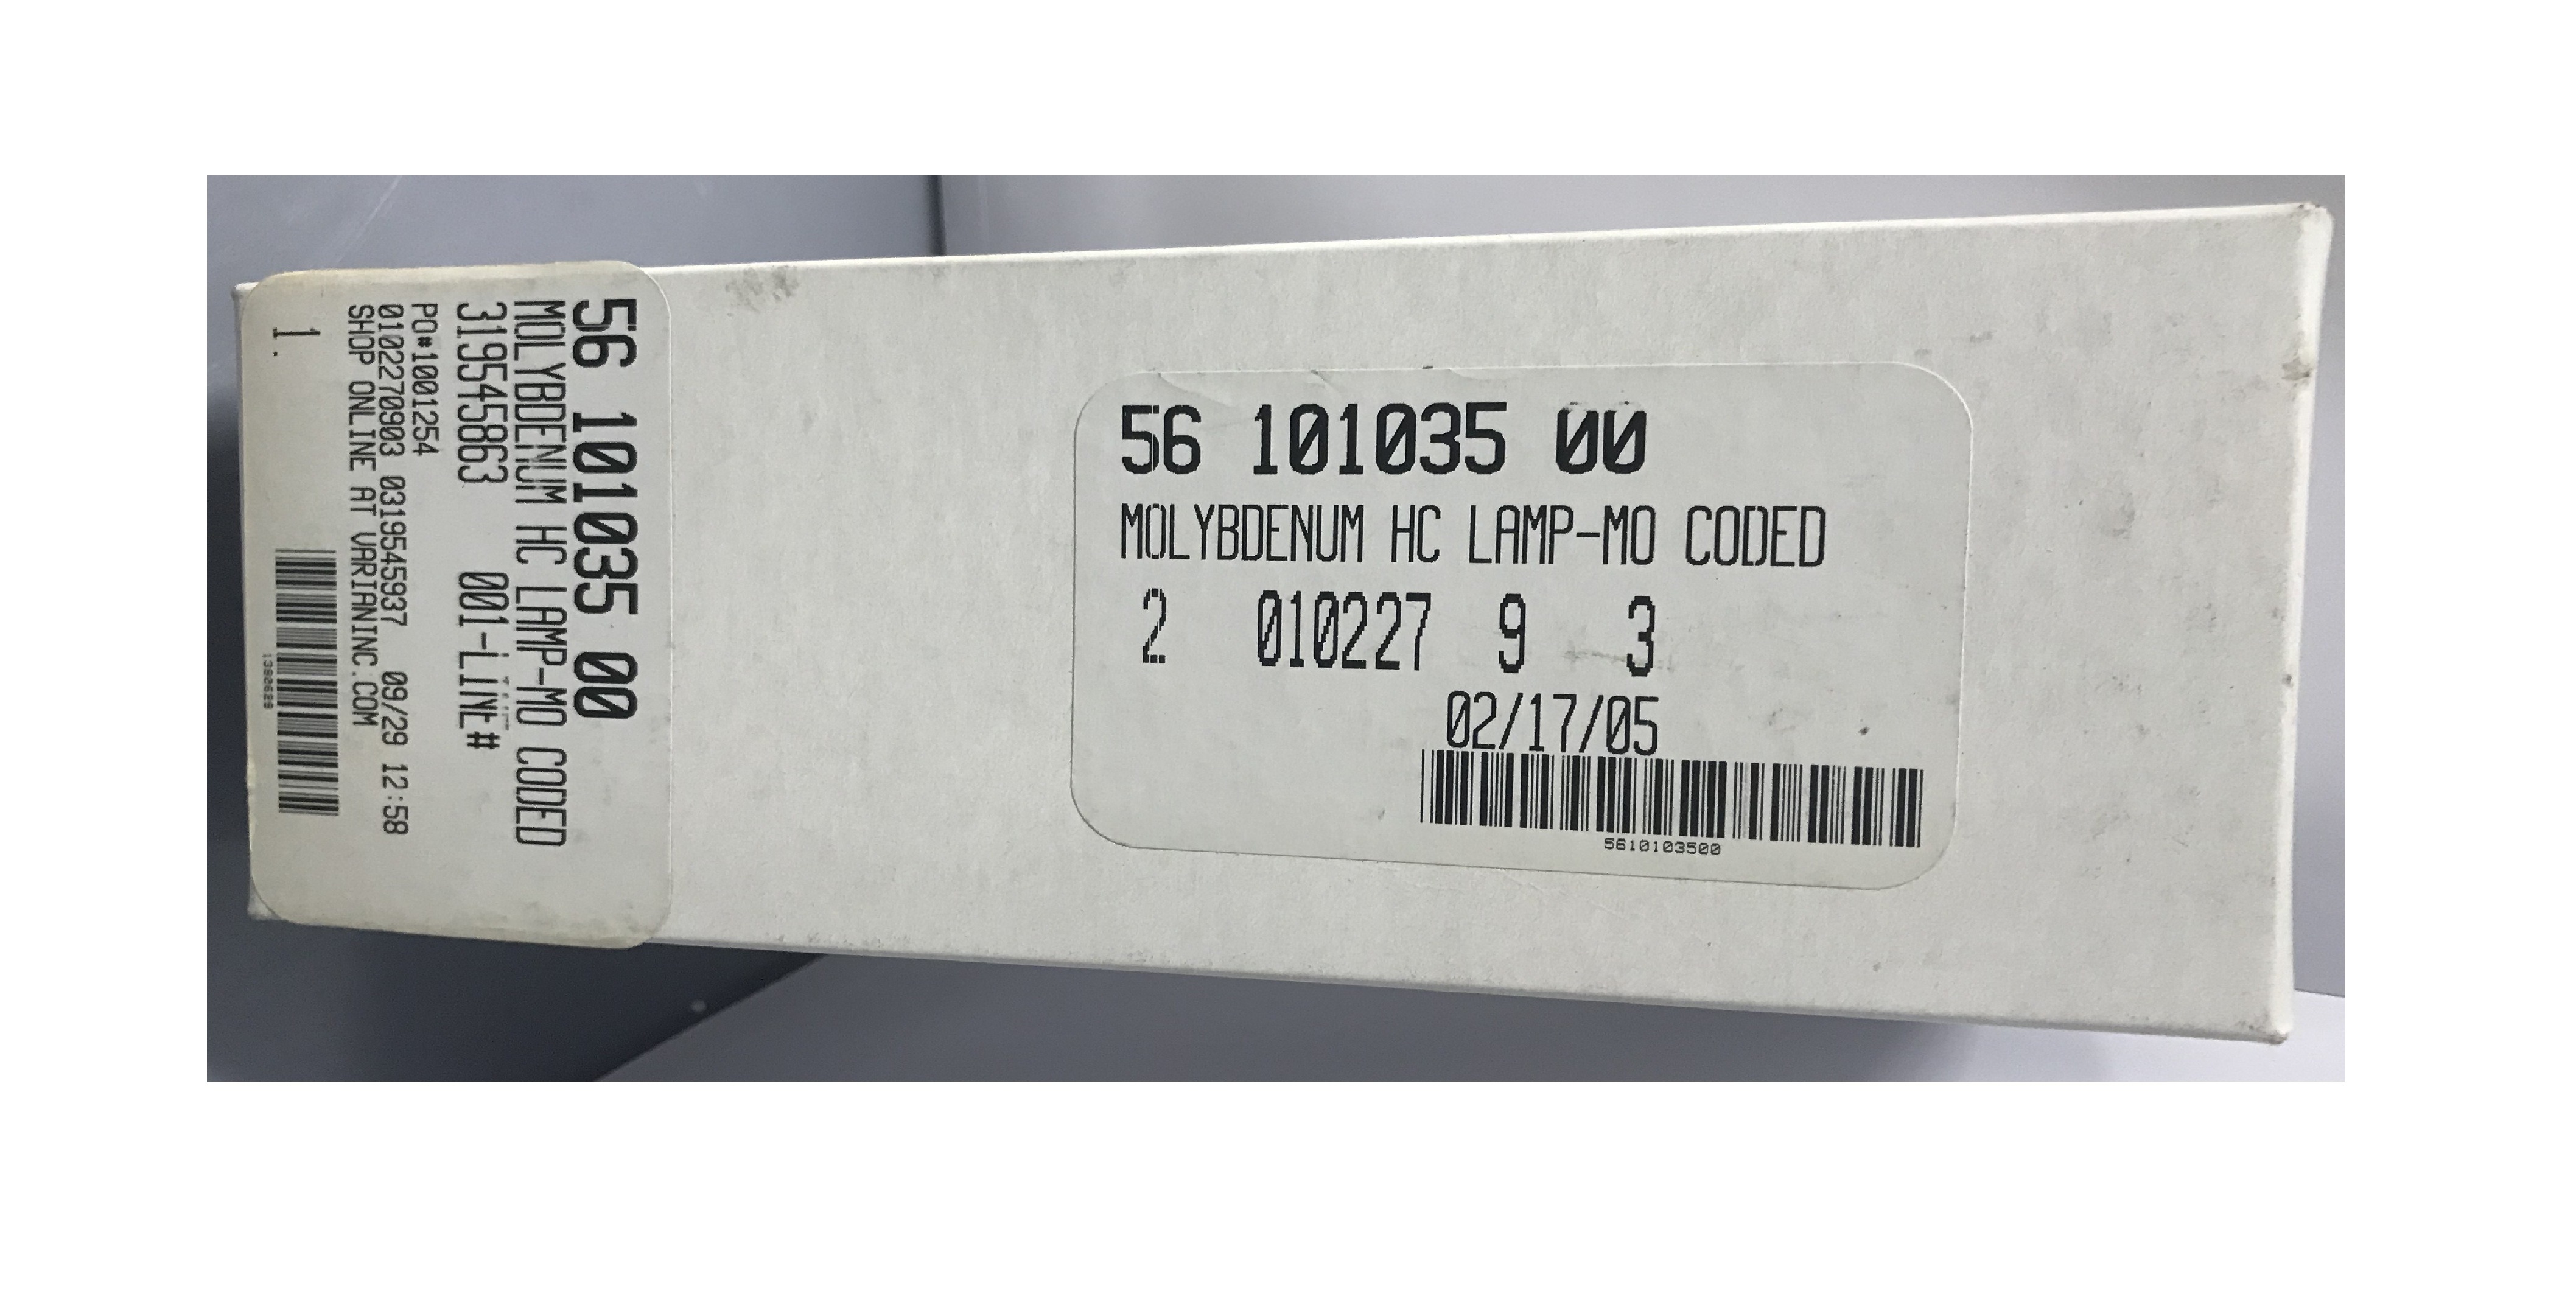 56 101035 00
MOLYBDENUM HC LAMP-MO CODED
319545863 001-LINE#
PO#1001254
0102270903 0319545937 09/29 12:58
SHOP ONLINE AT VARIANINC.COM
1.
56 101035 00
MOLYBDENUM HC LAMP-MO CODED
2 010227 9 3
02/17/05
5610103500